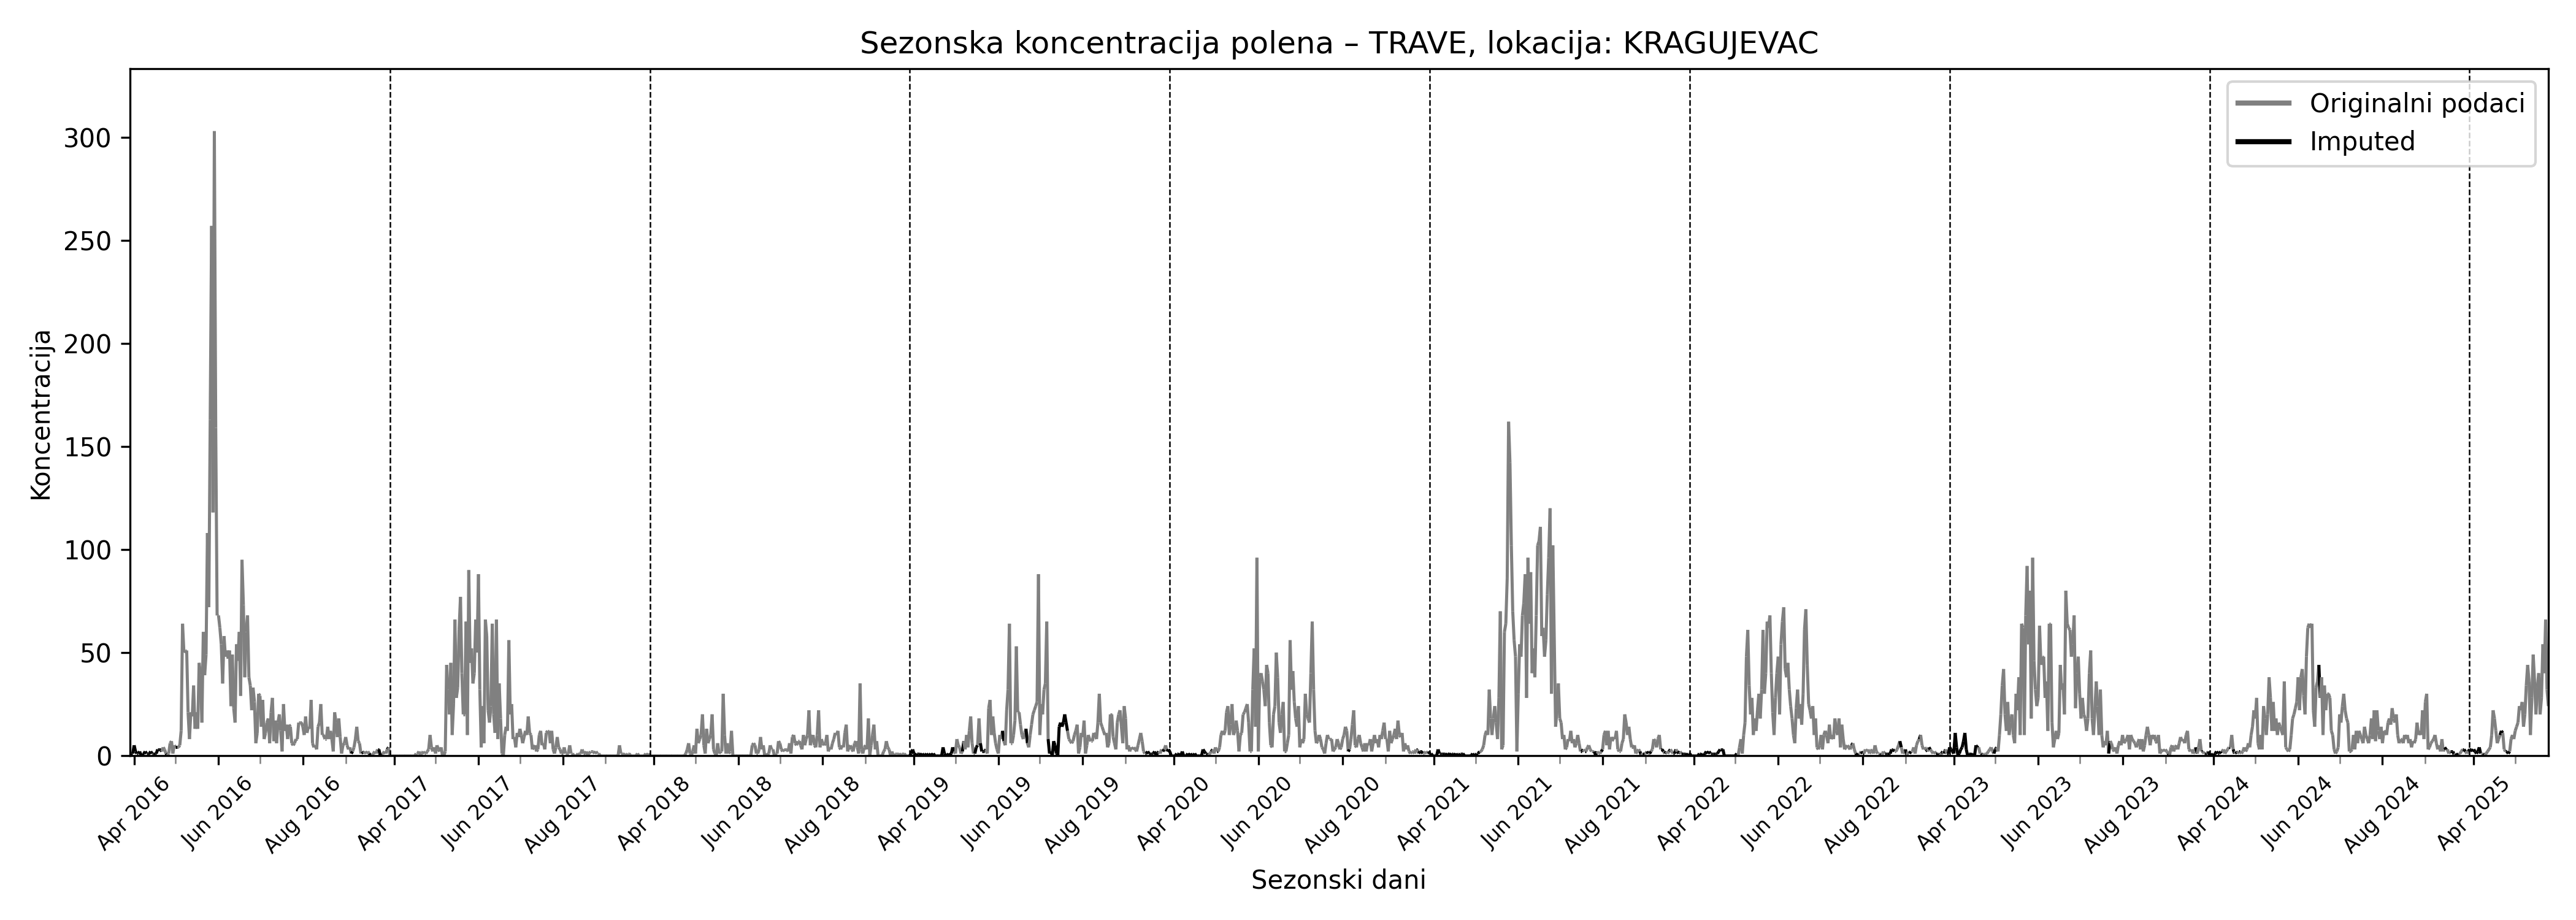 Sezonska koncentracija polena – TRAVE, lokacija: KRAGUJEVAC
Originalni podaci
Imputed
Koncentracija
300
250
200
150
100
50
0
Apr 2016
Jun 2016
Aug 2016
Apr 2017
Jun 2017
Aug 2017
Apr 2018
Jun 2018
Aug 2018
Apr 2019
Jun 2019
Aug 2019
Apr 2020
Jun 2020
Aug 2020
Apr 2021
Jun 2021
Aug 2021
Apr 2022
Jun 2022
Aug 2022
Apr 2023
Jun 2023
Aug 2023
Apr 2024
Jun 2024
Aug 2024
Apr 2025
Sezonski dani